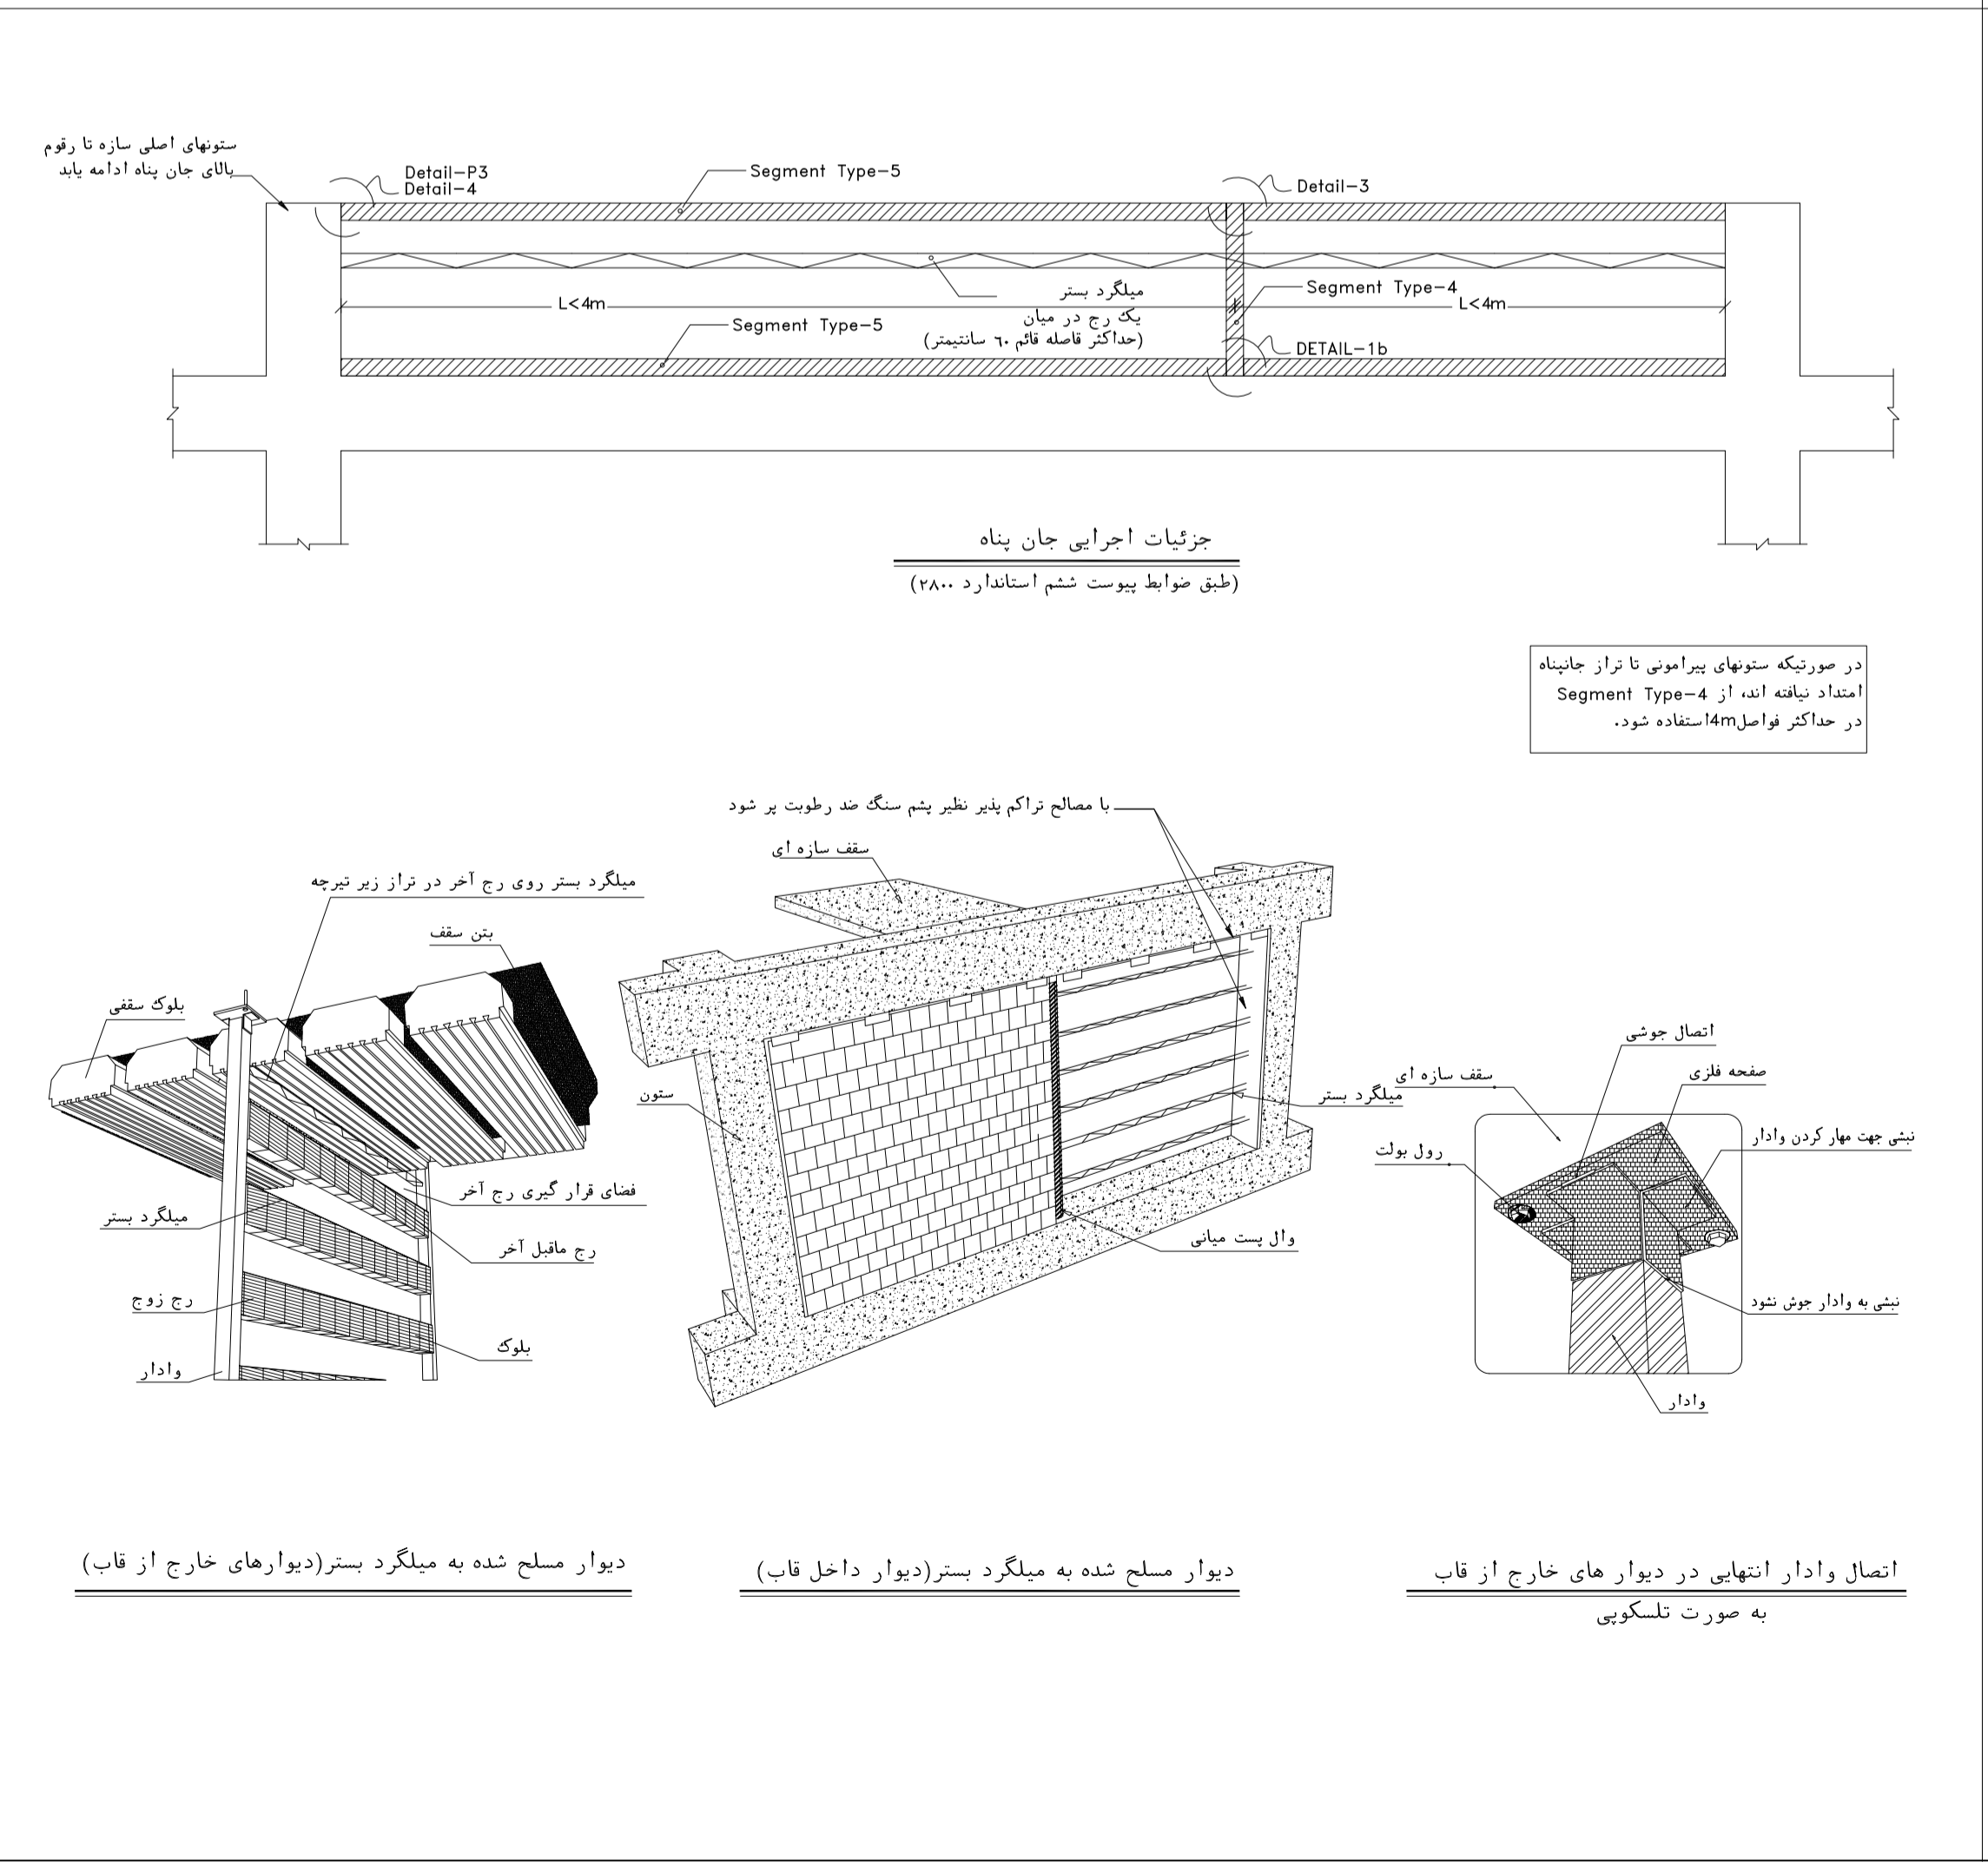 ستونهای اصلی سازه تا رقوم
بالای جان پناه ادامه یابد
Detail-P3
Detail-4
Segment Type-5
Detail-3
میلگرد بستر
یک رج در میان
(حداکثر فاصله قائم ٦٠ سانتیمتر)
L<4m
Segment Type-4
L<4m
Segment Type-5
DETAIL-1b
جزئیات اجرایی جان پناه
(طبق ضوابط پیوست ششم استاندارد ۲۸۰۰)
در صورتیکه ستونهای پیرامونی تا تراز جانپناه
امتداد نیافته اند، از Segment Type-4
در حداکثر فواصل4mاستفاده شود.
میلگرد بستر روی رج آخر در تراز زیر تیرچه
بتن سقف
بلوک سقفی
فضای قرار گیری رج آخر
میلگرد بستر
رج ماقبل آخر
رج زوج
بلوک
وادار
دیوار مسلح شده به میلگرد بستر(دیوارهای خارج از قاب)
با مصالح تراکم پذیر نظیر پشم سنگ ضد رطوبت پر شود
سقف سازه ای
ستون
میلگرد بستر
وال پست میانی
دیوار مسلح شده به میلگرد بستر(دیوار داخل قاب)
اتصال جوشی
صفحه فلزی
سقف سازه ای
نبشی جهت مهار کردن وادار
رول بولت
نبشی به وادار جوش نشود
وادار
اتصال وادار انتهایی در دیوار های خارج از قاب
به صورت تلسکوپی